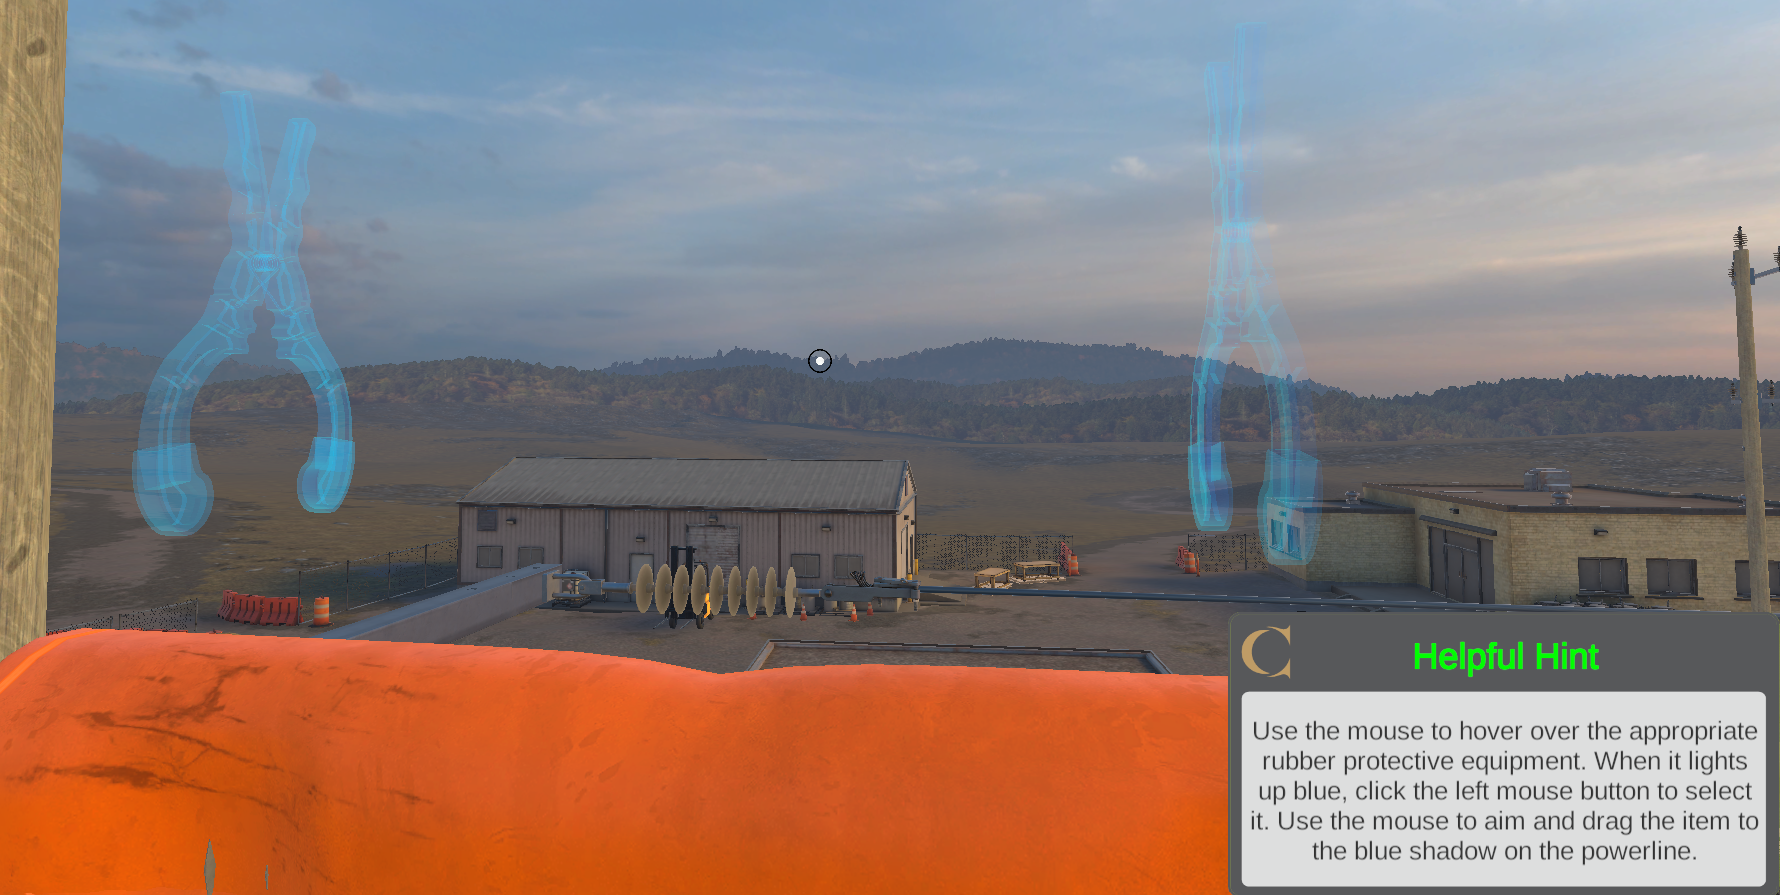 C
Helpful Hint
Use the mouse to hover over the appropriate
rubber protective equipment. When it lights
up blue, click the left mouse button to select
it. Use the mouse to aim and drag the item to
the blue shadow on the powerline.